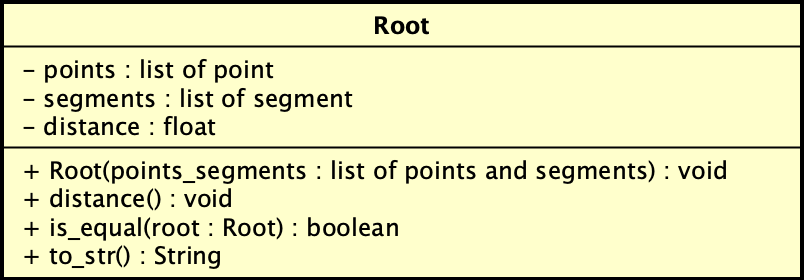 Root
- points : list of point
- segments : list of segment
- distance : float
+ Root(points_segments : list of points and segments) : void
+ distance() : void
+ is_equal(root : Root) : boolean
+ to_str() : String